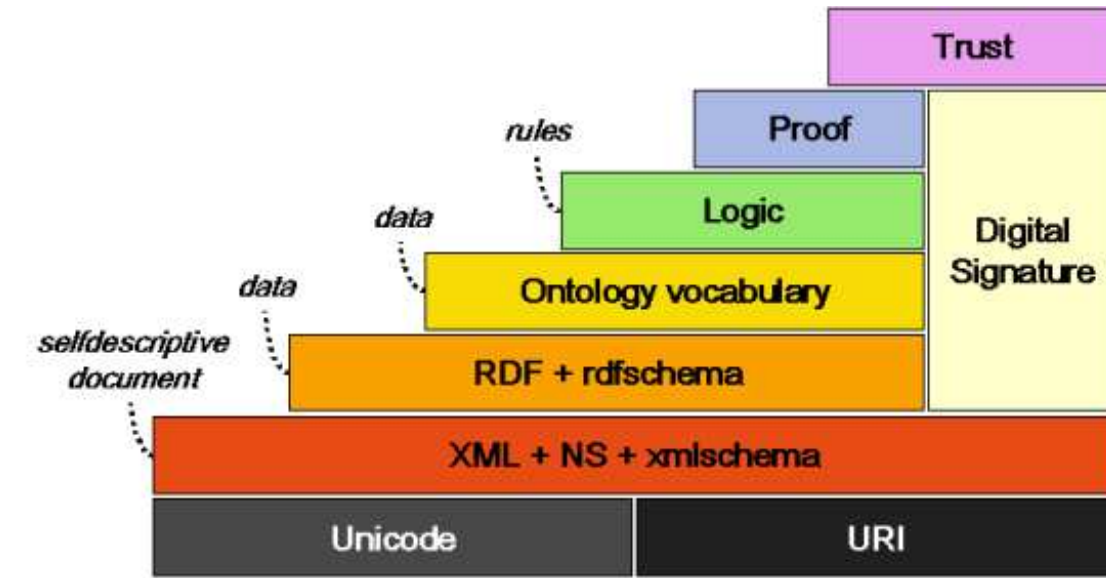 Trust
Proof
rules
Logic
data
Digital
Signature
Ontology vocabulary
data
RDF + rdfschema
selfdescriptive
document
XML + NS + xmlschema
Unicode
URI